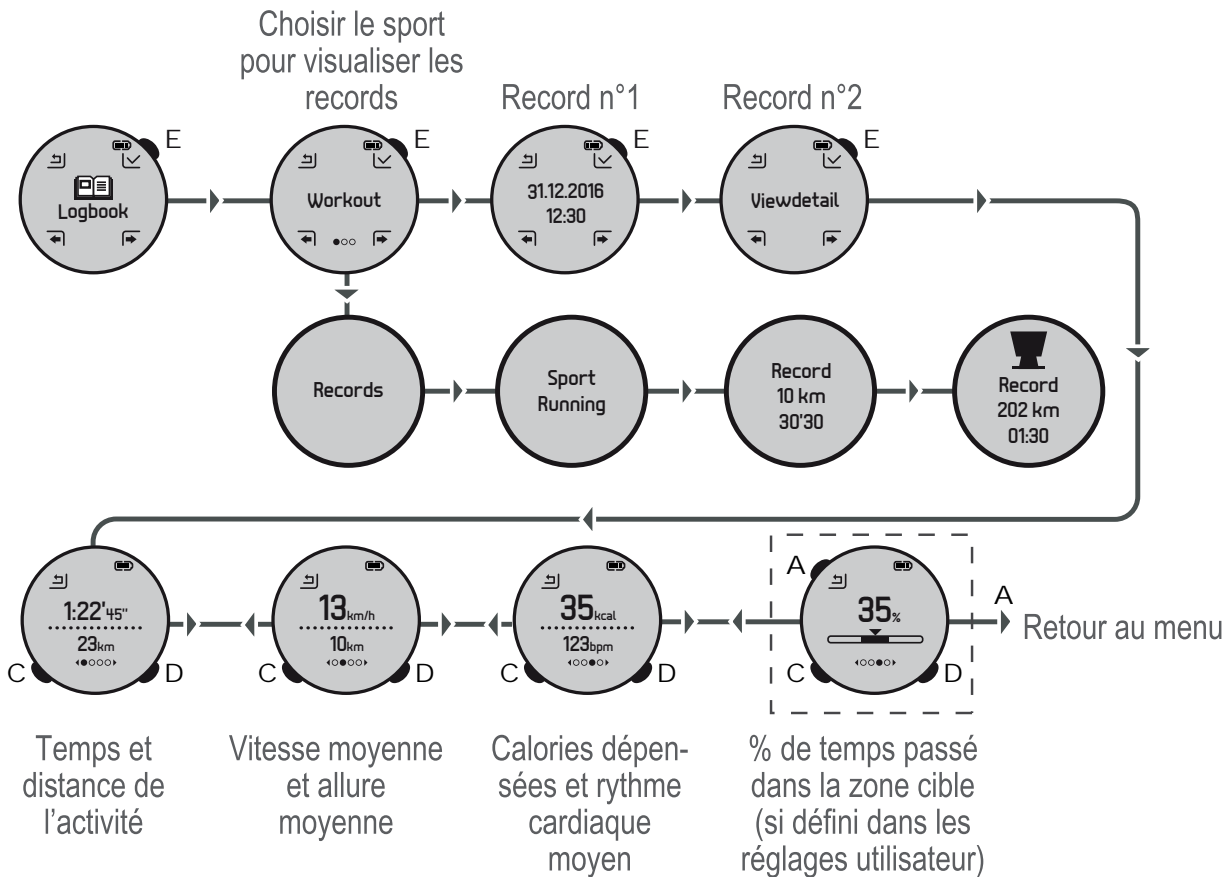 Choisir le sport
pour visualiser les
records
Record n°1
Record n°2
E
Logbook
E
Workout
E
31.12.2016
12:30
E
Viewdetail
Records
Sport
Running
Record
10 km
30'30
Record
202 km
01:30
1:22'45"
23km
C
D
13km/h
10km
C
D
35kcal
123bpm
C
D
A
35%
C
D
A
Retour au menu
Temps et
distance de
l’activité
Vitesse moyenne
et allure
moyenne
Calories dépen-
sées et rythme
cardiaque
moyen
% de temps passé
dans la zone cible
(si défini dans les
réglages utilisateur)